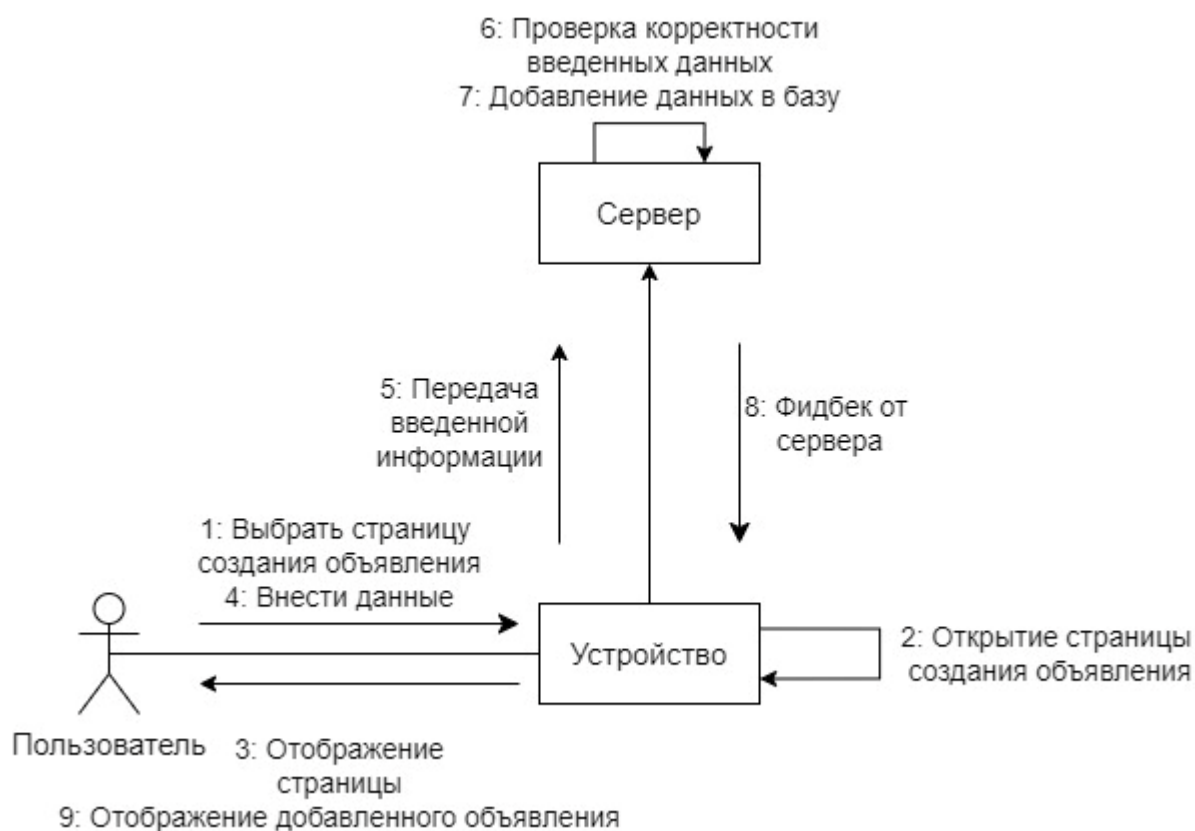 6: Проверка корректности
введенных данных
7: Добавление данных в базу
Сервер
5: Передача
введенной
информации
8: Фидбек от
сервера
1: Выбрать страницу
создания объявления
4: Внести данные
Устройство
2: Открытие страницы
создания объявления
Пользователь
3: Отображение
страницы
9: Отображение добавленного объявления